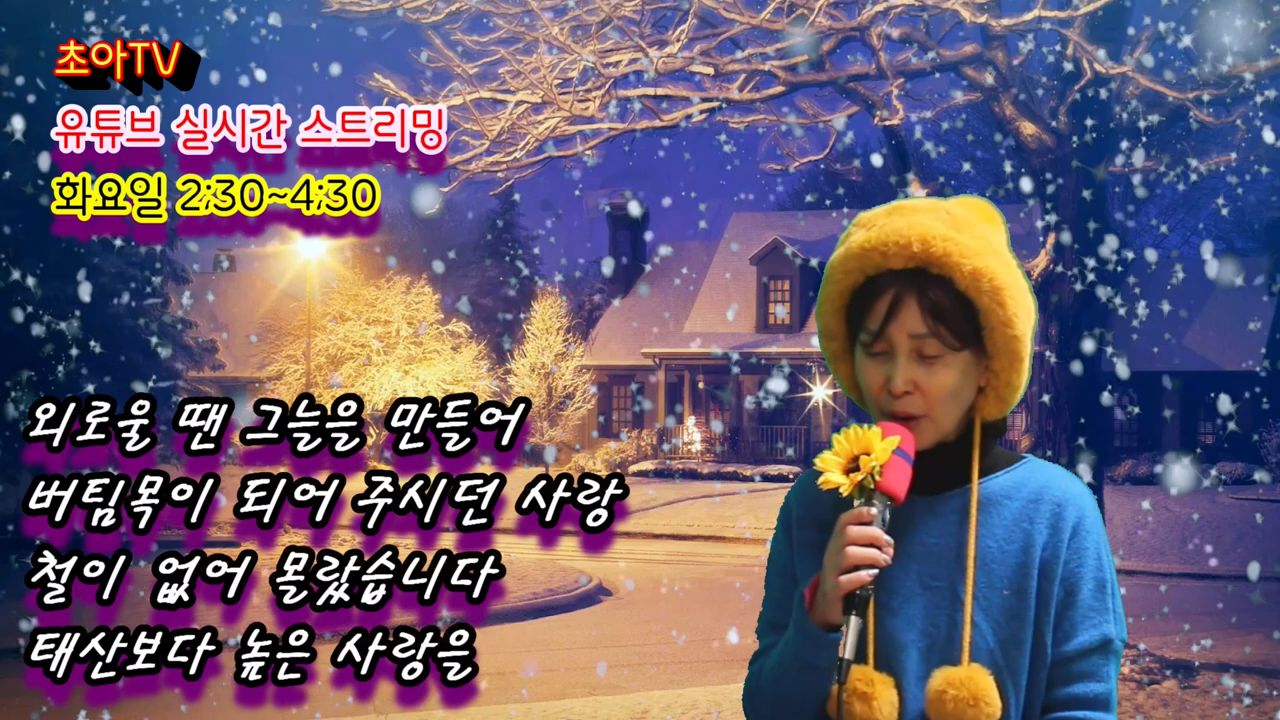 초아TV
유튜브 실시간 스트리밍
화요일 2;30~4;30
외로울 땐 그늘을 만들어
버팀목이 되어 주시던 사랑
철이 없어 몰랐습니다
태산보다 높은 사랑을